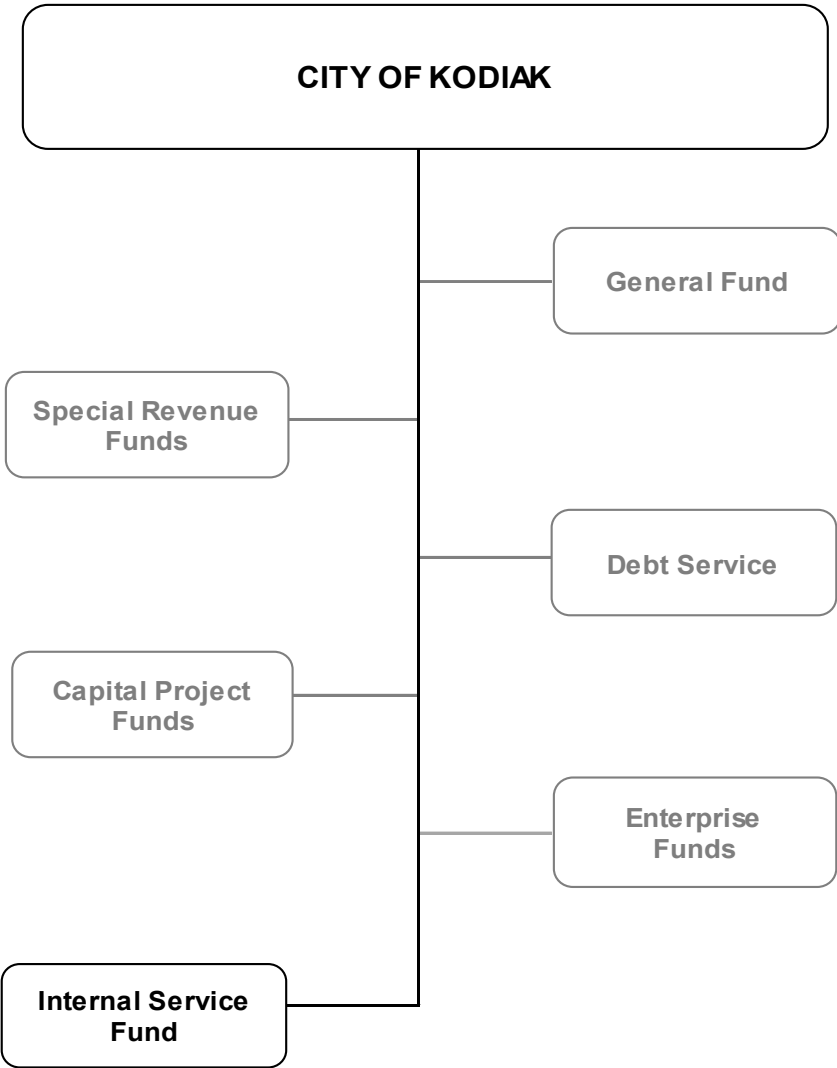 CITY OF KODIAK
General Fund
Special Revenue
Funds
Debt Service
Capital Project
Funds
Enterprise
Funds
Internal Service
Fund